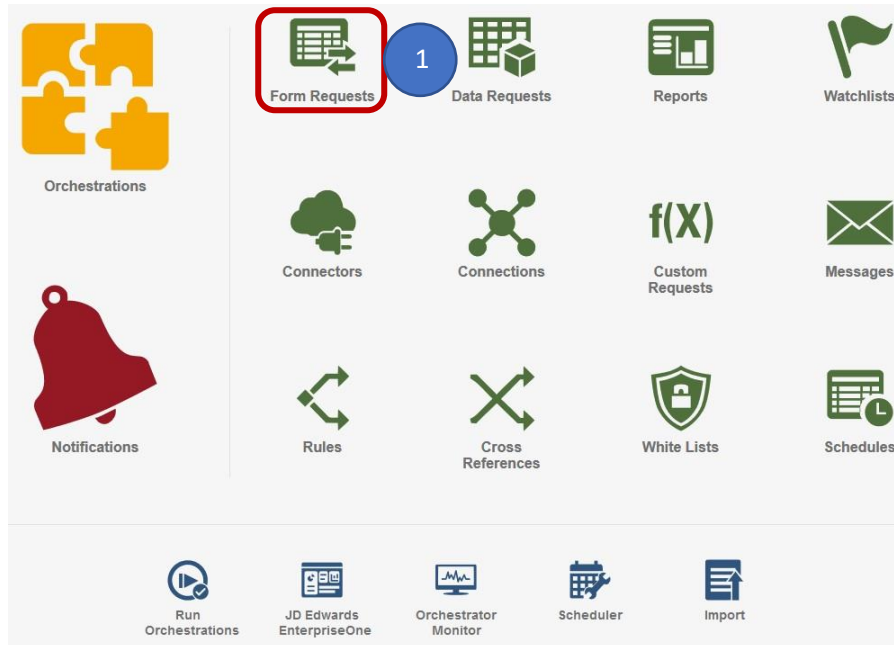 1
Form Requests
Data Requests
Reports
Watchlists
Orchestrations
Connectors
Connections
f(X)
Custom
Requests
Messages
Notifications
Rules
Cross
References
White Lists
L
Schedules
Run
Orchestrations
JD Edwards
EnterpriseOne
Orchestrator
Monitor
Scheduler
Import